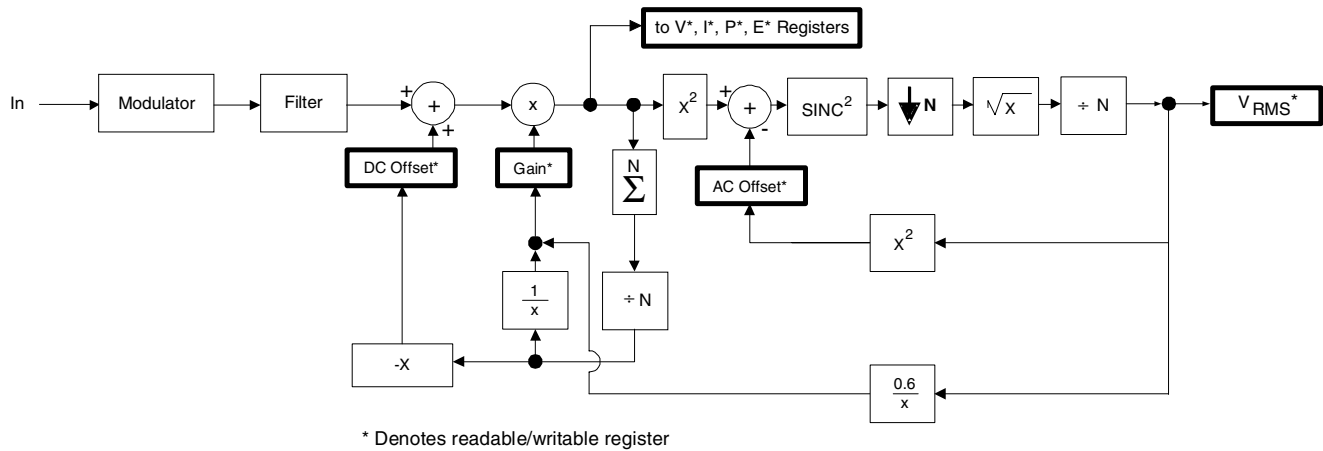 to V*, I*, P*, E* Registers
In
Modulator
Filter
+
+
+
x
X²
+
+
-
SINC²
N
√x
÷ N
V RMS*
DC Offset*
Gain*
N
Σ
AC Offset*
X²
1
x
÷ N
-X
0.6
x
* Denotes readable/writable register